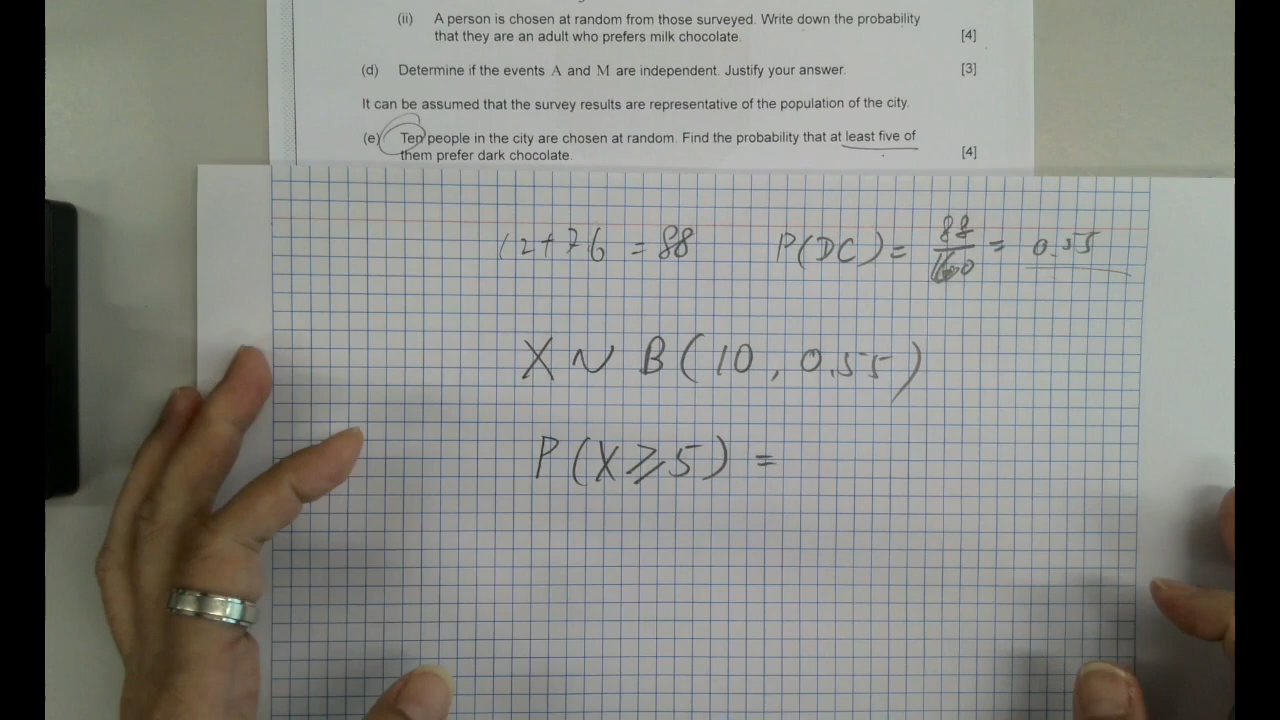 (ii) A person is chosen at random from those surveyed. Write down the probability
that they are an adult who prefers milk chocolate. [4]
(d) Determine if the events A and M are independent. Justify your answer. [3]
It can be assumed that the survey results are representative of the population of the city.
(e) Ten people in the city are chosen at random. Find the probability that at least five of
them prefer dark chocolate. [4]
12+76 = 88 P(DC) = 88/160 = 0.55
X ~ B(10, 0.55)
P(X ≥ 5) =